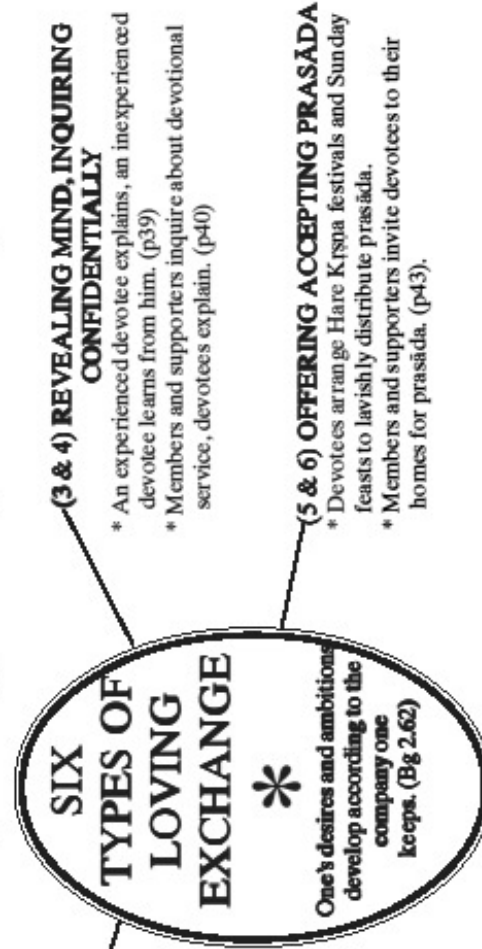 SIX
TYPES OF
LOVING
EXCHANGE
*
One's desires and ambitions
develop according to the
company one
keeps. (Bg 2.62)
(3 & 4) REVEALING MIND, INQUIRING
CONFIDENTIALLY
* An experienced devotee explains, an inexperienced
devotee learns from him. (p39)
* Members and supporters inquire about devotional
service, devotees explain. (p40)
(5 & 6) OFFERING ACCEPTING PRASĀDA
* Devotees arrange Hare Kṛṣṇa festivals and Sunday
feasts to lavishly distribute prasāda.
* Members and supporters invite devotees to their
homes for prasāda. (p43).